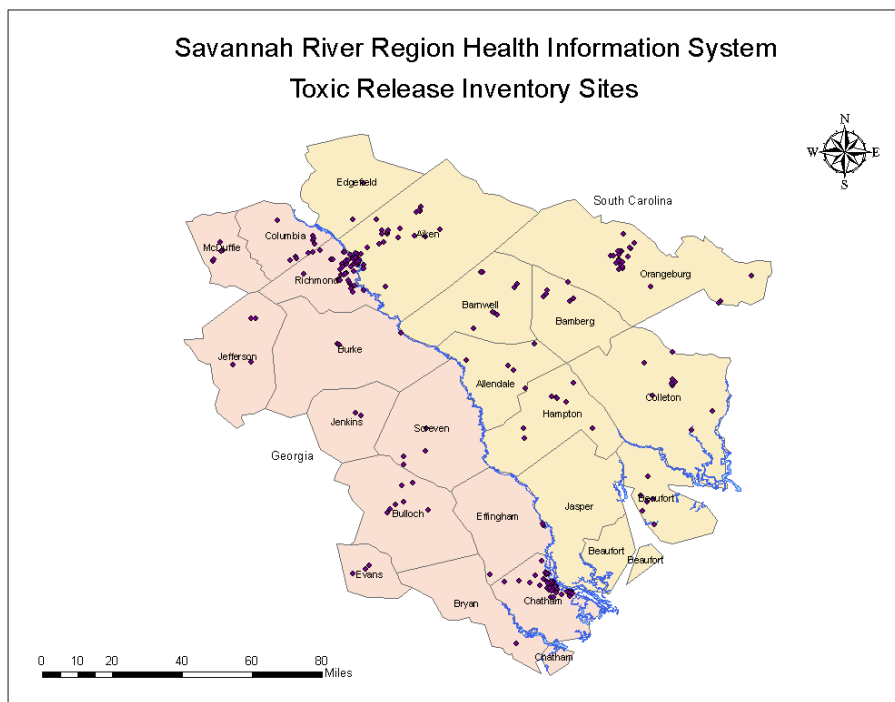 Savannah River Region Health Information System
Toxic Release Inventory Sites
N
W E
S
Edgefield
South Carolina
Columbia
Aiken
McDuffie
Richmond
Orangeburg
Barnwell
Bamberg
Burke
Jefferson
Allendale
Colleton
Hampton
Jenkins
Screven
Georgia
Beaufort
Jasper
Effingham
Bulloch
Beaufort
Beaufort
Evans
Bryan
Chatham
Chatham
0 10 20 40 60 80
Miles